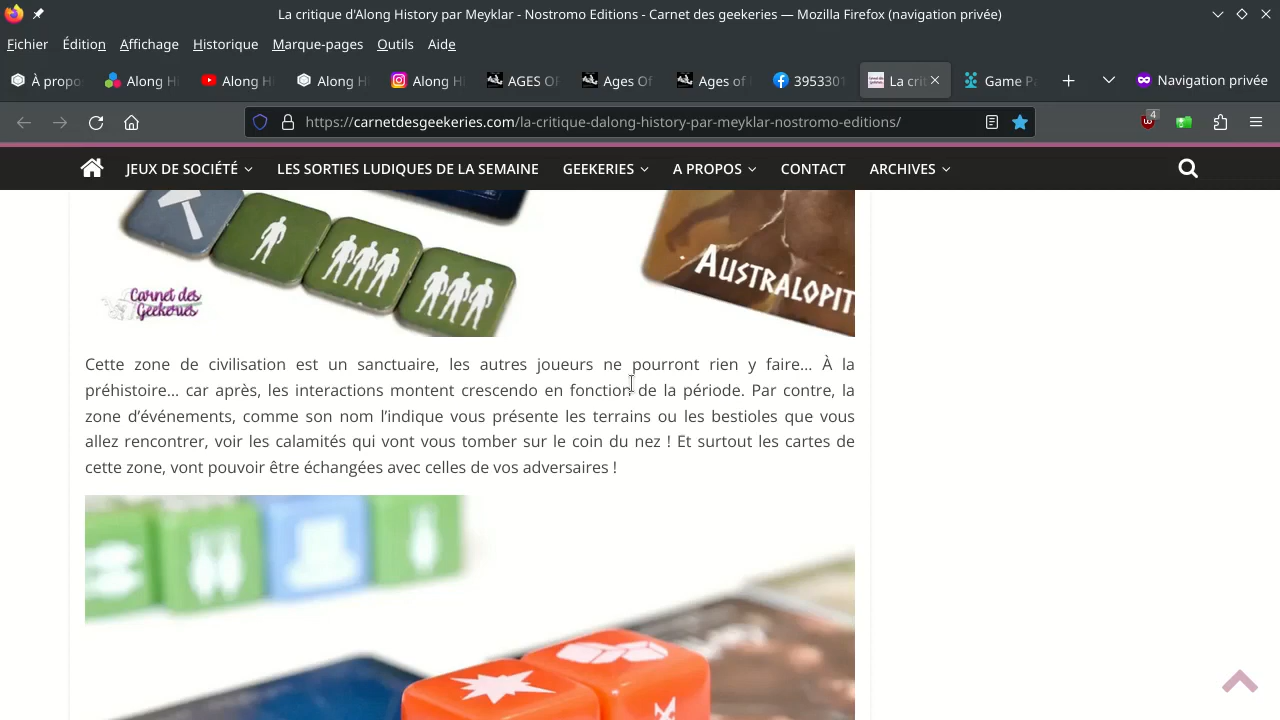 La critique d'Along History par Meyklar - Nostromo Editions - Carnet des geekeries — Mozilla Firefox (navigation privée)
Fichier Édition Affichage Historique Marque-pages Outils Aide
À propo Along Hi Along Hi Along Hi Along Hi AGES OF Ages Of Ages of 3953301 La crit Game Pa Navigation privée
https://carnetdesgeekeries.com/la-critique-dalong-history-par-meyklar-nostromo-editions/ 4
JEUX DE SOCIÉTÉ LES SORTIES LUDIQUES DE LA SEMAINE GEEKERIES A PROPOS CONTACT ARCHIVES
AUSTRALOPIT
Carnet des
Geekeries
Cette zone de civilisation est un sanctuaire, les autres joueurs ne pourront rien y faire… À la
préhistoire… car après, les interactions montent crescendo en fonction de la période. Par contre, la
zone d’événements, comme son nom l’indique vous présente les terrains ou les bestioles que vous
allez rencontrer, voir les calamités qui vont vous tomber sur le coin du nez ! Et surtout les cartes de
cette zone, vont pouvoir être échangées avec celles de vos adversaires !